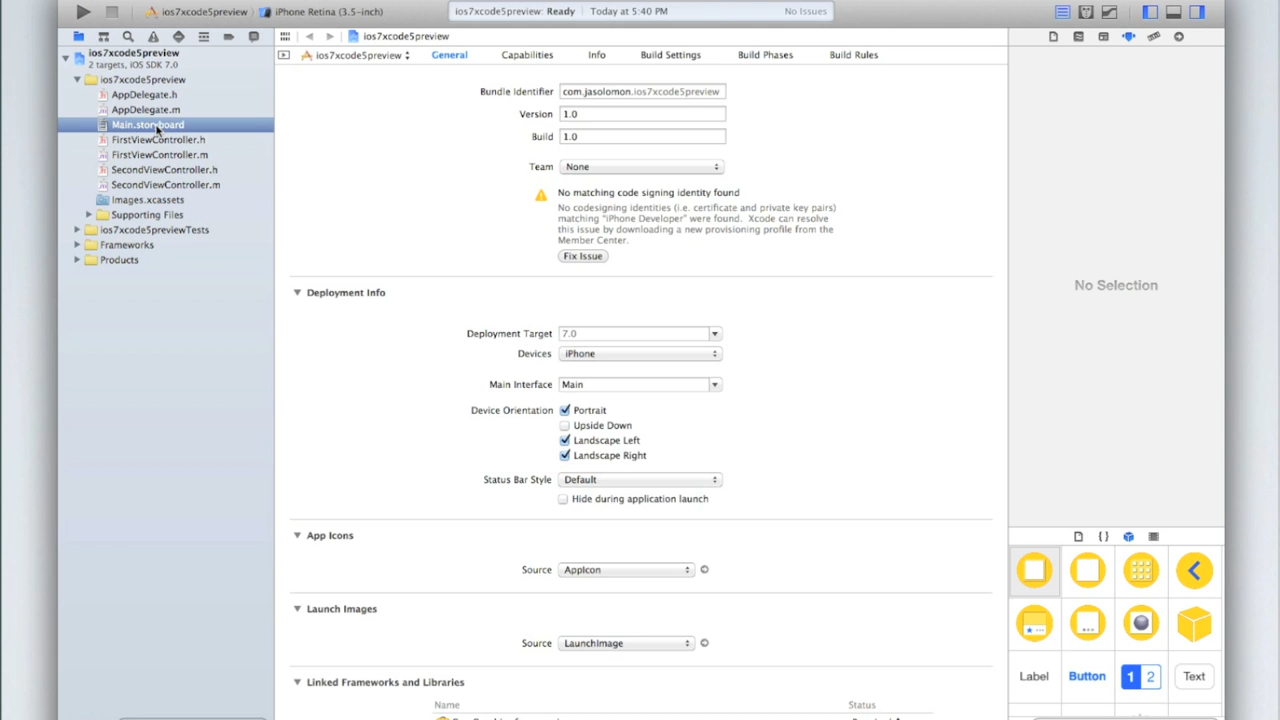 ios7xcode5preview iPhone Retina (3.5-inch) ios7xcode5preview: Ready Today at 5:40 PM No Issues
ios7xcode5preview
ios7xcode5preview
2 targets, iOS SDK 7.0
ios7xcode5preview
AppDelegate.h
AppDelegate.m
Main.storyboard
FirstViewController.h
FirstViewController.m
SecondViewController.h
SecondViewController.m
Images.xcassets
Supporting Files
ios7xcode5previewTests
Frameworks
Products
ios7xcode5preview General Capabilities Info Build Settings Build Phases Build Rules
Bundle Identifier com.jasolomon.ios7xcode5preview
Version 1.0
Build 1.0
Team None
No matching code signing identity found
No codesigning identities (i.e. certificate and private key pairs)
matching "iPhone Developer" were found. Xcode can resolve
this issue by downloading a new provisioning profile from the
Member Center.
Fix Issue
Deployment Info
Deployment Target 7.0
Devices iPhone
Main Interface Main
Device Orientation Portrait
Upside Down
Landscape Left
Landscape Right
Status Bar Style Default
Hide during application launch
App Icons
Source AppIcon
Launch Images
Source LaunchImage
Linked Frameworks and Libraries
Name Status
No Selection
{ }
Label Button 1 2 Text